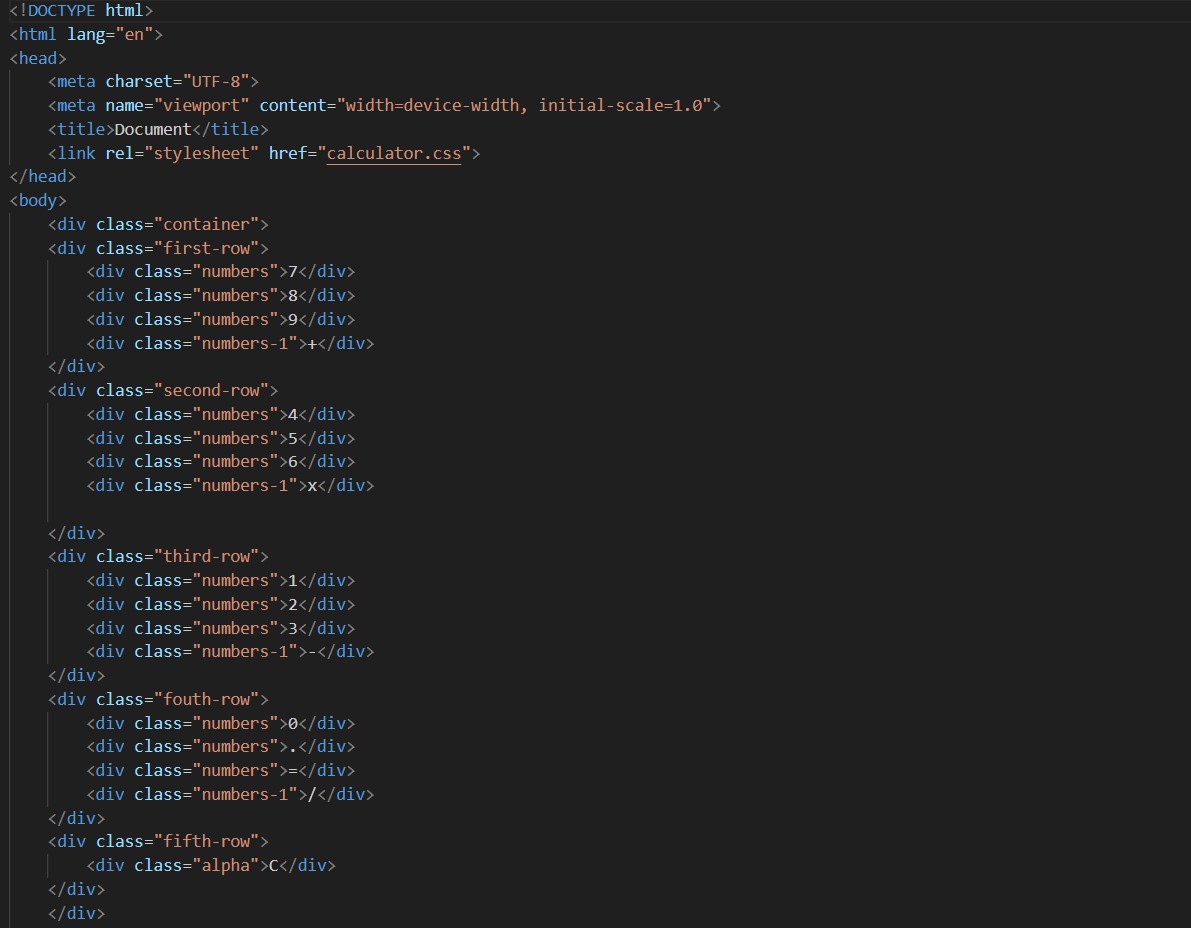 <!DOCTYPE html>
<html lang="en">
<head>
    <meta charset="UTF-8">
    <meta name="viewport" content="width=device-width, initial-scale=1.0">
    <title>Document</title>
    <link rel="stylesheet" href="calculator.css">
</head>
<body>
    <div class="container">
    <div class="first-row">
        <div class="numbers">7</div>
        <div class="numbers">8</div>
        <div class="numbers">9</div>
        <div class="numbers-1">+</div>
    </div>
    <div class="second-row">
        <div class="numbers">4</div>
        <div class="numbers">5</div>
        <div class="numbers">6</div>
        <div class="numbers-1">x</div>

    </div>
    <div class="third-row">
        <div class="numbers">1</div>
        <div class="numbers">2</div>
        <div class="numbers">3</div>
        <div class="numbers-1">-</div>
    </div>
    <div class="fouth-row">
        <div class="numbers">0</div>
        <div class="numbers">.</div>
        <div class="numbers">=</div>
        <div class="numbers-1">/</div>
    </div>
    <div class="fifth-row">
        <div class="alpha">C</div>
    </div>
    </div>